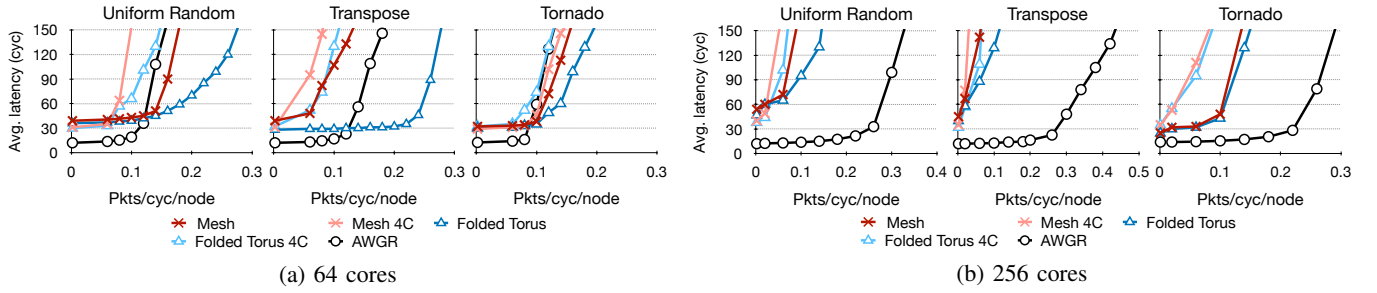 Uniform Random Transpose Tornado
Avg. latency (cyc)
150
120
90
60
30
0
0 0.1 0.2 0.3 0 0.1 0.2 0.3 0 0.1 0.2 0.3
Pkts/cyc/node Pkts/cyc/node Pkts/cyc/node
Mesh Mesh 4C Folded Torus
Folded Torus 4C AWGR
(a) 64 cores
Uniform Random Transpose Tornado
Avg. latency (cyc)
150
120
90
60
30
0
0 0.1 0.2 0.3 0.4 0 0.1 0.2 0.3 0.4 0.5 0 0.1 0.2 0.3
Pkts/cyc/node Pkts/cyc/node Pkts/cyc/node
Mesh Mesh 4C Folded Torus
Folded Torus 4C AWGR
(b) 256 cores